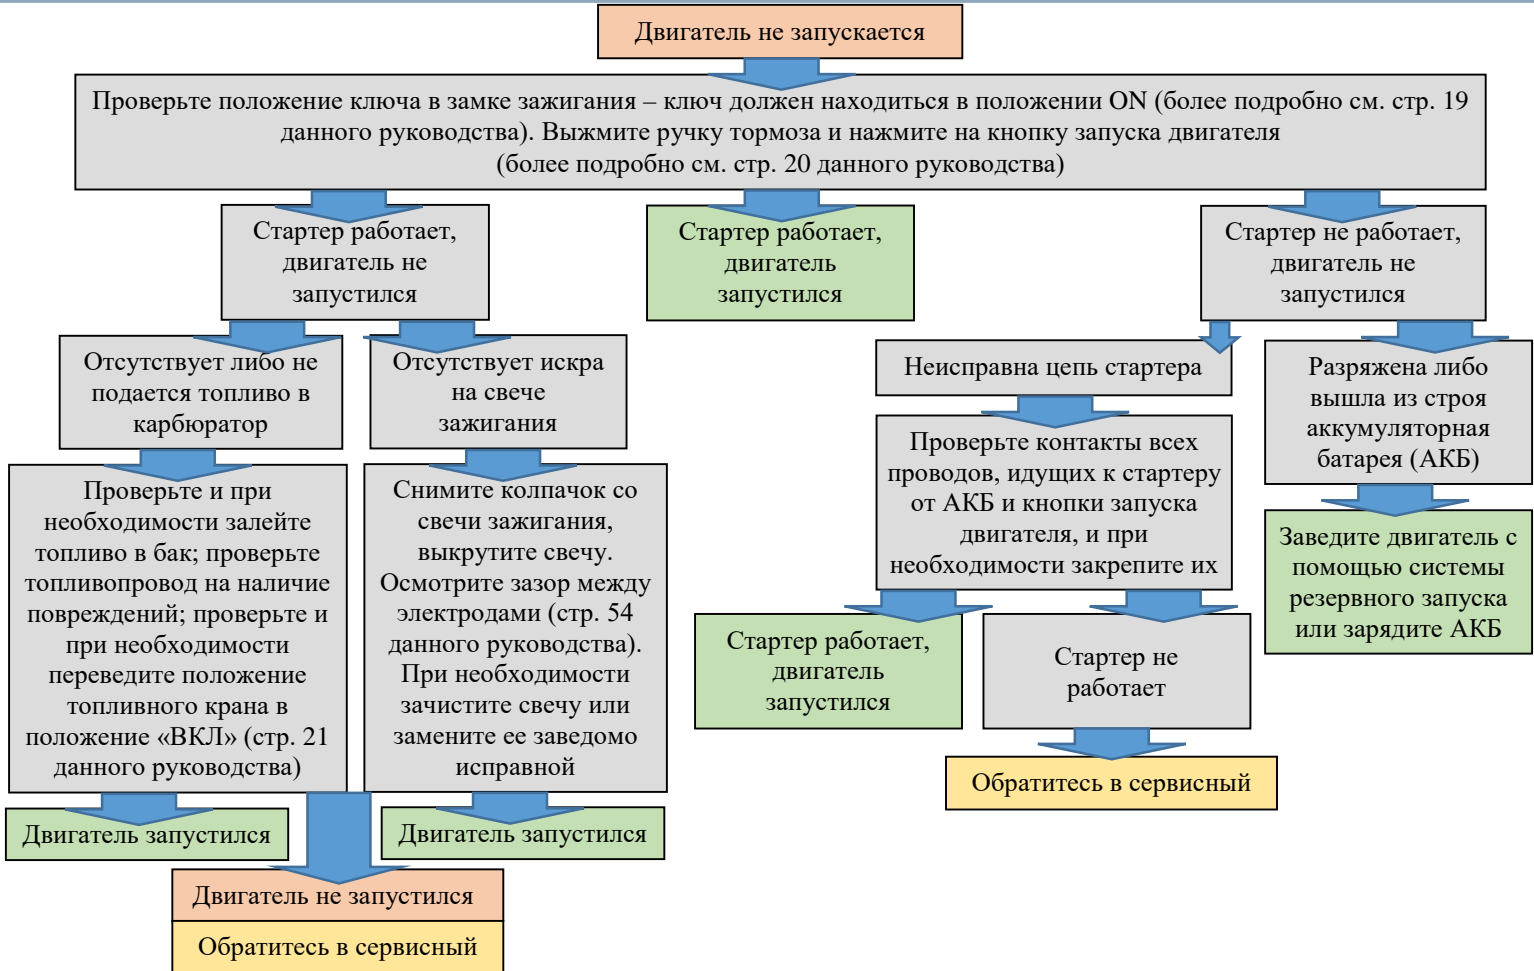 Двигатель не запускается
Проверьте положение ключа в замке зажигания – ключ должен находиться в положении ON (более подробно см. стр. 19
данного руководства). Выжмите ручку тормоза и нажмите на кнопку запуска двигателя
(более подробно см. стр. 20 данного руководства)
Стартер работает,
двигатель не
запустился
Стартер работает,
двигатель
запустился
Стартер не работает,
двигатель не
запустился
Отсутствует либо не
подается топливо в
карбюратор
Отсутствует искра
на свече
зажигания
Неисправна цепь стартера
Разряжена либо
вышла из строя
аккумуляторная
батарея (АКБ)
Проверьте и при
необходимости залейте
топливо в бак; проверьте
топливопровод на наличие
повреждений; проверьте и
при необходимости
переведите положение
топливного крана в
положение «ВКЛ» (стр. 21
данного руководства)
Снимите колпачок со
свечи зажигания,
выкрутите свечу.
Осмотрите зазор между
электродами (стр. 54
данного руководства).
При необходимости
зачистите свечу или
замените ее заведомо
исправной
Проверьте контакты всех
проводов, идущих к стартеру
от АКБ и кнопки запуска
двигателя, и при
необходимости закрепите их
Заведите двигатель с
помощью системы
резервного запуска
или зарядите АКБ
Стартер работает,
двигатель
запустился
Стартер не
работает
Обратитесь в сервисный
Двигатель запустился
Двигатель запустился
Двигатель не запустился
Обратитесь в сервисный